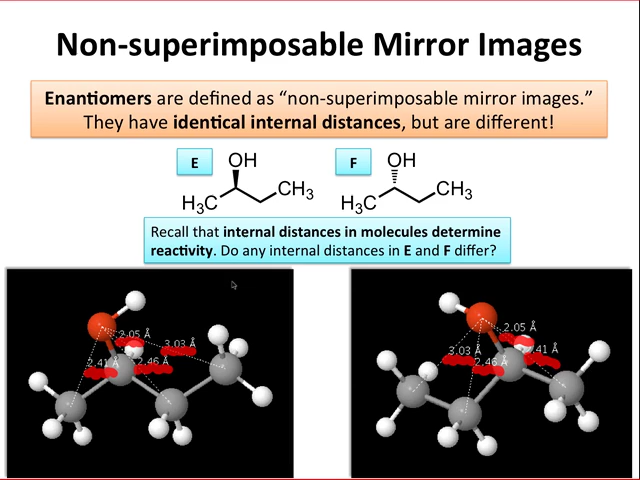 Non-superimposable Mirror Images
Enantiomers are defined as “non-superimposable mirror images.”
They have identical internal distances, but are different!
E
OH
H₃C
CH₃
F
OH
H₃C
CH₃
Recall that internal distances in molecules determine
reactivity. Do any internal distances in E and F differ?
2.05 Å
3.03 Å
2.41 Å
2.46 Å
2.05 Å
3.03 Å
2.41 Å
2.46 Å